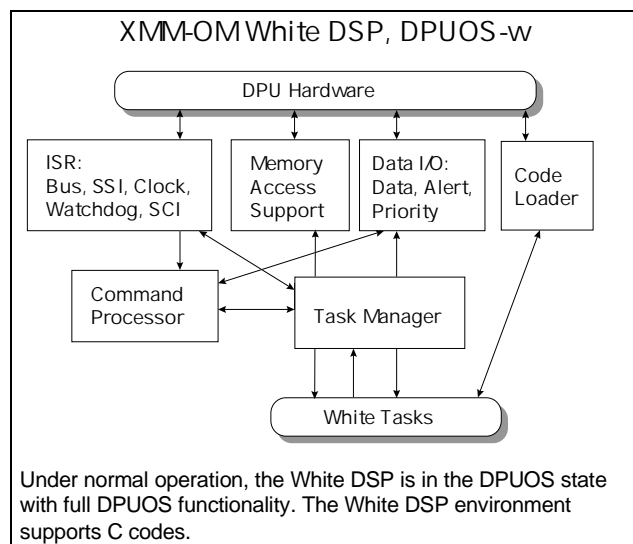 XMM-OM White DSP, DPUOS-w
DPU Hardware
ISR:
Bus, SSI, Clock,
Watchdog, SCI
Memory
Access
Support
Data I/O:
Data, Alert,
Priority
Code
Loader
Command
Processor
Task Manager
White Tasks
Under normal operation, the White DSP is in the DPUOS state
with full DPUOS functionality. The White DSP environment
supports C codes.